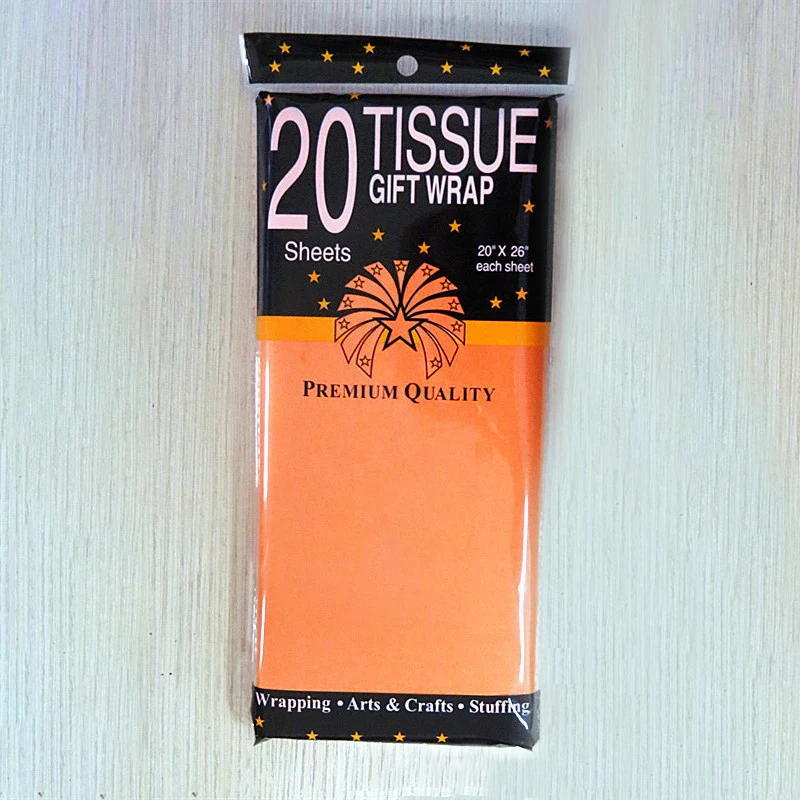 20 TISSUE
GIFT WRAP
Sheets
20" X 26"
each sheet
PREMIUM QUALITY
Wrapping • Arts & Crafts • Stuffing